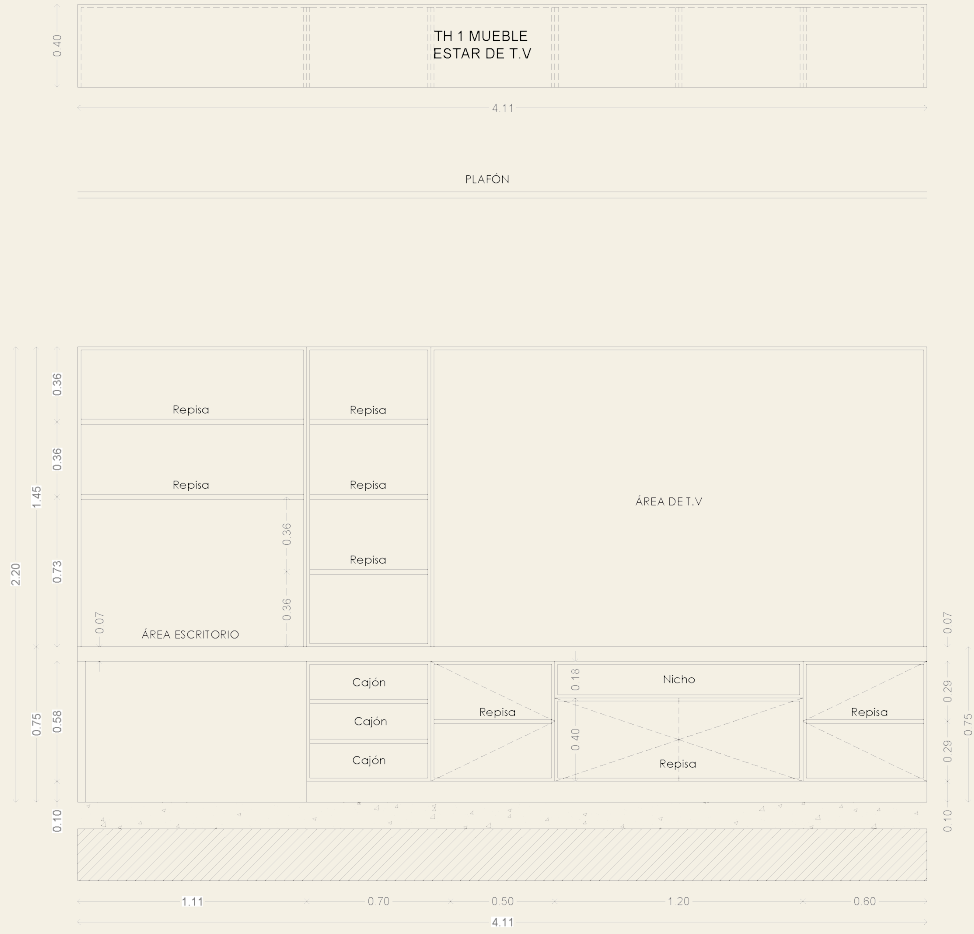 0.40
TH 1 MUEBLE
ESTAR DE T.V
4.11
PLAFÓN
0.36
Repisa
Repisa
0.36
Repisa
Repisa
1.45
ÁREA DE T.V
0.36
2.20
0.73
Repisa
0.36
0.07
ÁREA ESCRITORIO
0.07
0.75
0.58
Cajón
0.18
Nicho
0.29
Cajón
Repisa
Repisa
0.75
0.40
0.29
Cajón
Repisa
0.10
0.10
1.11
0.70
0.50
1.20
0.60
4.11